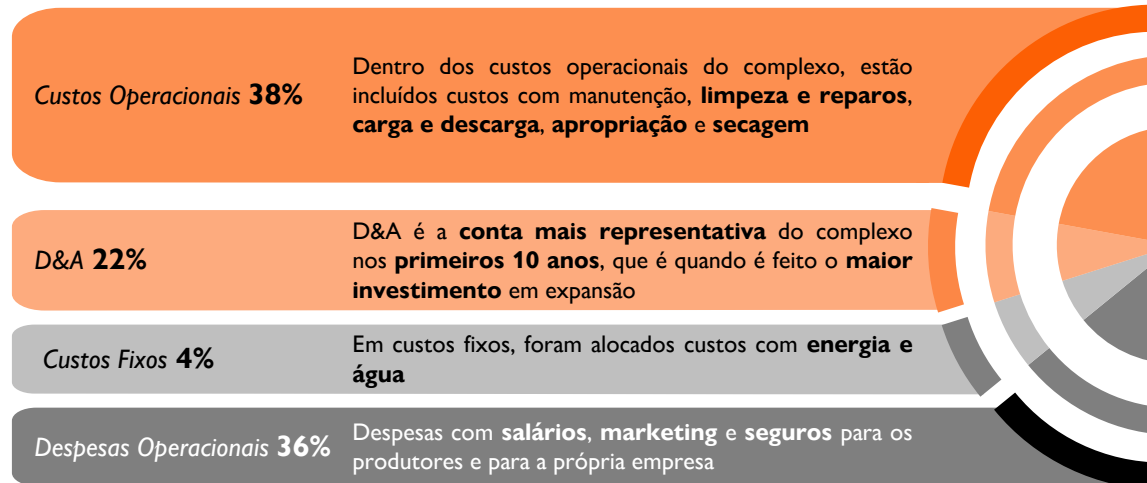 Custos Operacionais 38%
Dentro dos custos operacionais do complexo, estão
incluídos custos com manutenção, limpeza e reparos,
carga e descarga, apropriação e secagem
D&A 22%
D&A é a conta mais representativa do complexo
nos primeiros 10 anos, que é quando é feito o maior
investimento em expansão
Custos Fixos 4%
Em custos fixos, foram alocados custos com energia e
água
Despesas Operacionais 36%
Despesas com salários, marketing e seguros para os
produtores e para a própria empresa